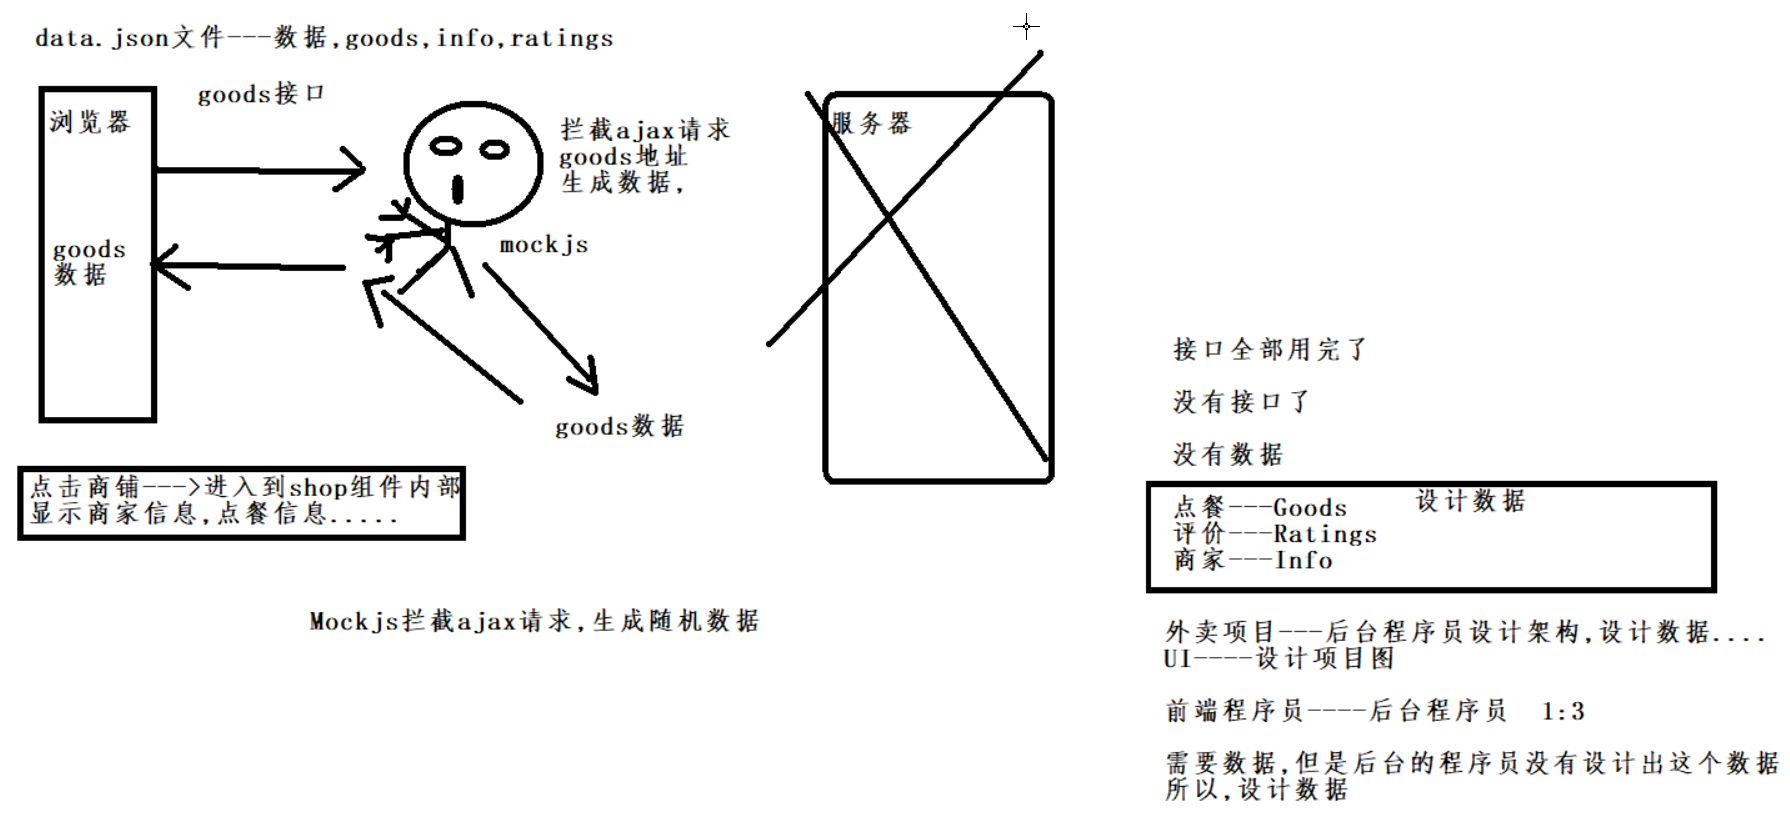 data.json文件---数据,goods,info,ratings
goods接口
浏览器
拦截ajax请求
goods地址
生成数据,
服务器
mockjs
goods
数据
goods数据
点击商铺--->进入到shop组件内部
显示商家信息,点餐信息.....
Mockjs拦截ajax请求,生成随机数据
接口全部用完了
没有接口了
没有数据
设计数据
点餐---Goods
评价---Ratings
商家---Info
外卖项目---后台程序员设计架构,设计数据....
UI----设计项目图
前端程序员----后台程序员 1:3
需要数据,但是后台的程序员没有设计出这个数据
所以,设计数据